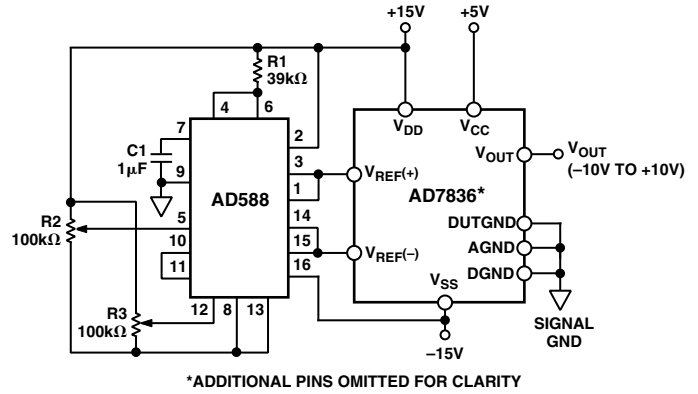 +15V
+5V
R1
39kΩ
4
6
7
2
VDD
VCC
C1
1μF
3
VREF(+)
VOUT
VOUT
(–10V TO +10V)
9
1
AD588
AD7836*
R2
100kΩ
5
14
DUTGND
10
15
VREF(–)
AGND
11
16
VSS
DGND
R3
100kΩ
12
8
13
SIGNAL
GND
–15V
*ADDITIONAL PINS OMITTED FOR CLARITY